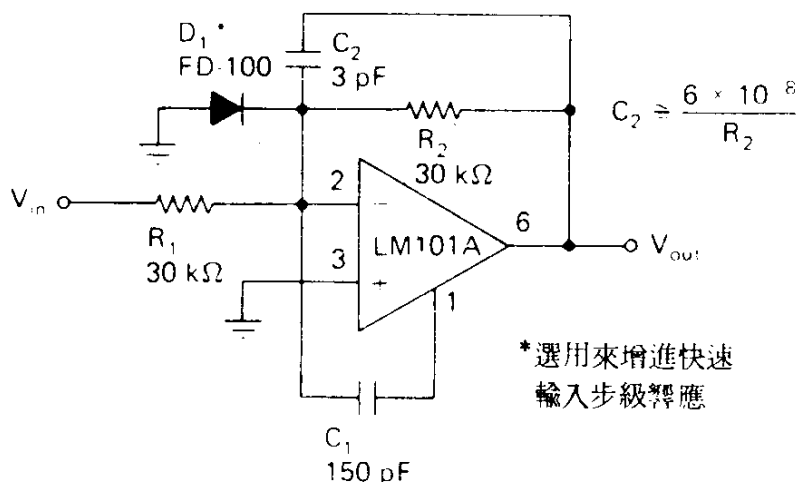 D₁*
FD-100
C₂
3 pF
C₂ ≅ 6 × 10⁻⁸ / R₂
R₂
30 kΩ
Vin
R₁
30 kΩ
2
−
LM101A
6
Vout
3
+
1
C₁
150 pF
*選用來增進快速
輸入步級響應